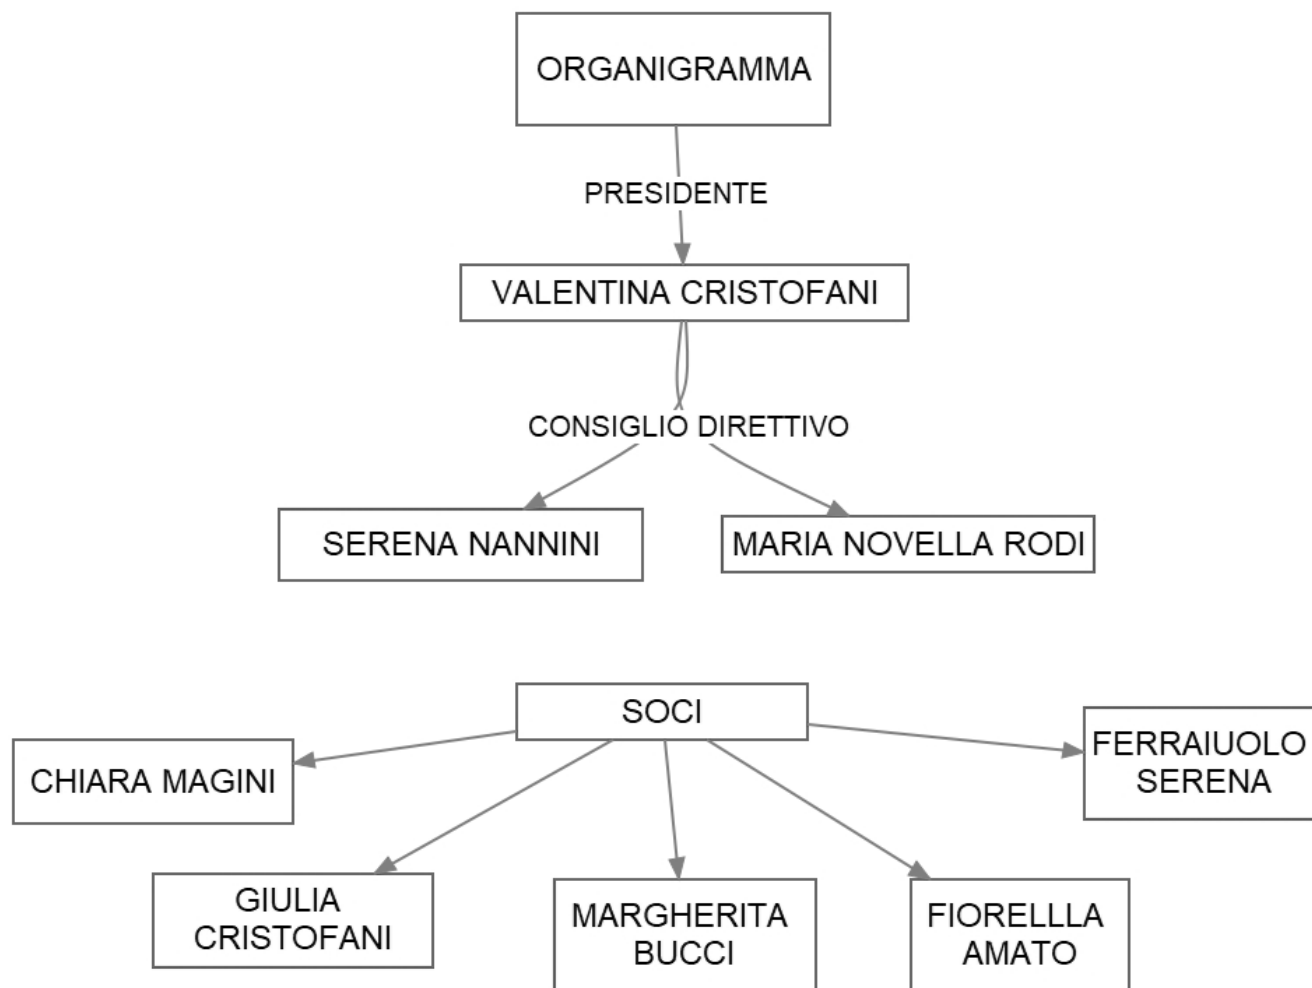 ORGANIGRAMMA
PRESIDENTE
VALENTINA CRISTOFANI
CONSIGLIO DIRETTIVO
SERENA NANNINI
MARIA NOVELLA RODI
SOCI
CHIARA MAGINI
FERRAIUOLO
SERENA
GIULIA
CRISTOFANI
MARGHERITA
BUCCI
FIORELLLA
AMATO